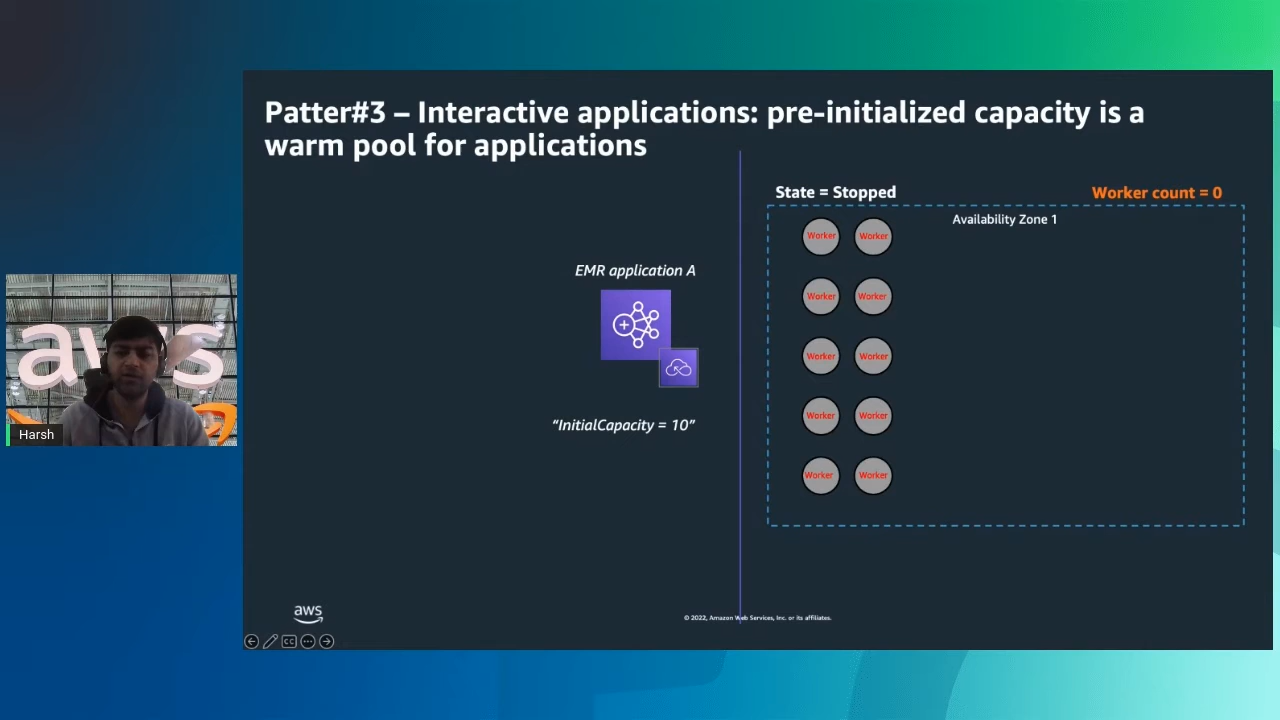 Patter#3 – Interactive applications: pre-initialized capacity is a
warm pool for applications
State = Stopped
Worker count = 0
Availability Zone 1
Worker Worker
EMR application A
Worker Worker
Worker Worker
"InitialCapacity = 10"
Worker Worker
Worker Worker
aws
Harsh
aws
© 2022, Amazon Web Services, Inc. or its affiliates.
CC